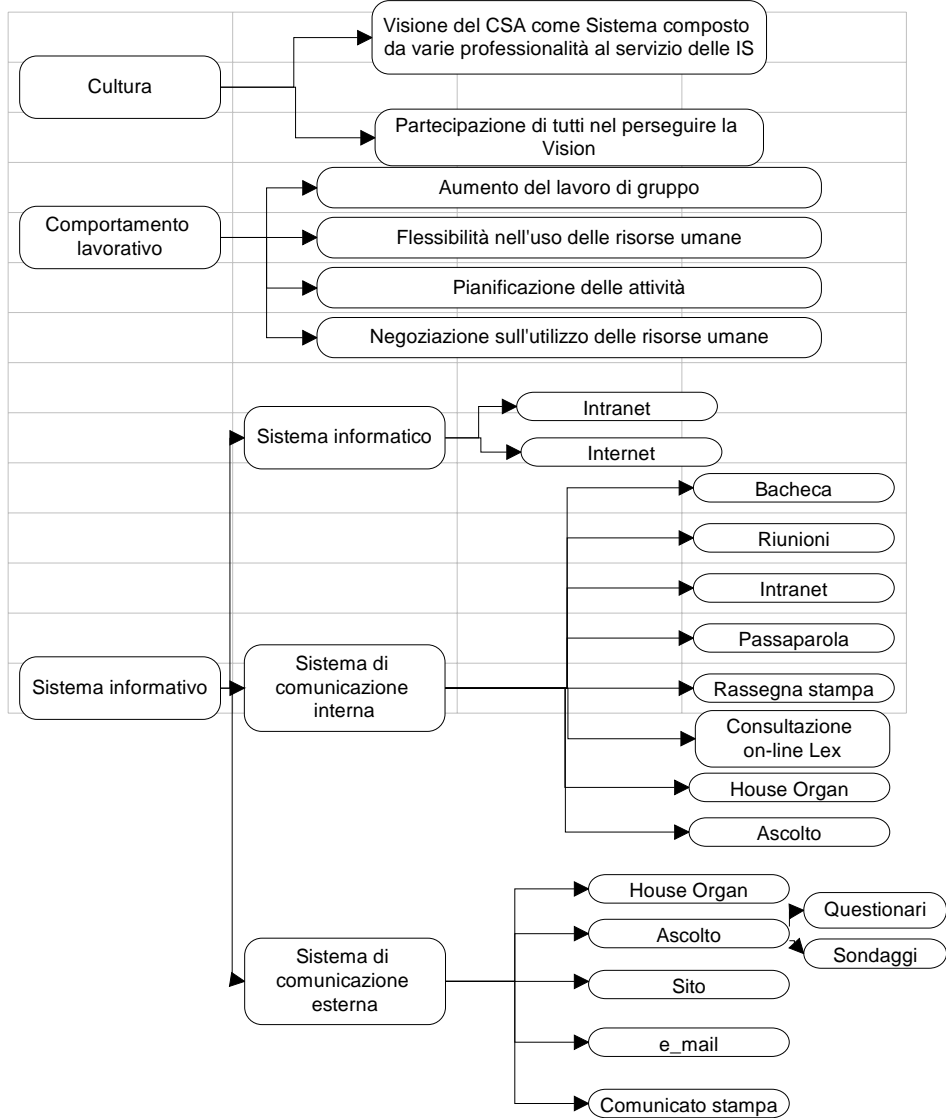 Visione del CSA come Sistema composto
da varie professionalità al servizio delle IS
Cultura
Partecipazione di tutti nel perseguire la
Vision
Aumento del lavoro di gruppo
Comportamento
lavorativo
Flessibilità nell'uso delle risorse umane
Pianificazione delle attività
Negoziazione sull'utilizzo delle risorse umane
Sistema informatico
Intranet
Internet
Bacheca
Riunioni
Intranet
Passaparola
Sistema informativo
Sistema di
comunicazione
interna
Rassegna stampa
Consultazione
on-line Lex
House Organ
Ascolto
House Organ
Questionari
Ascolto
Sondaggi
Sistema di
comunicazione
esterna
Sito
e_mail
Comunicato stampa